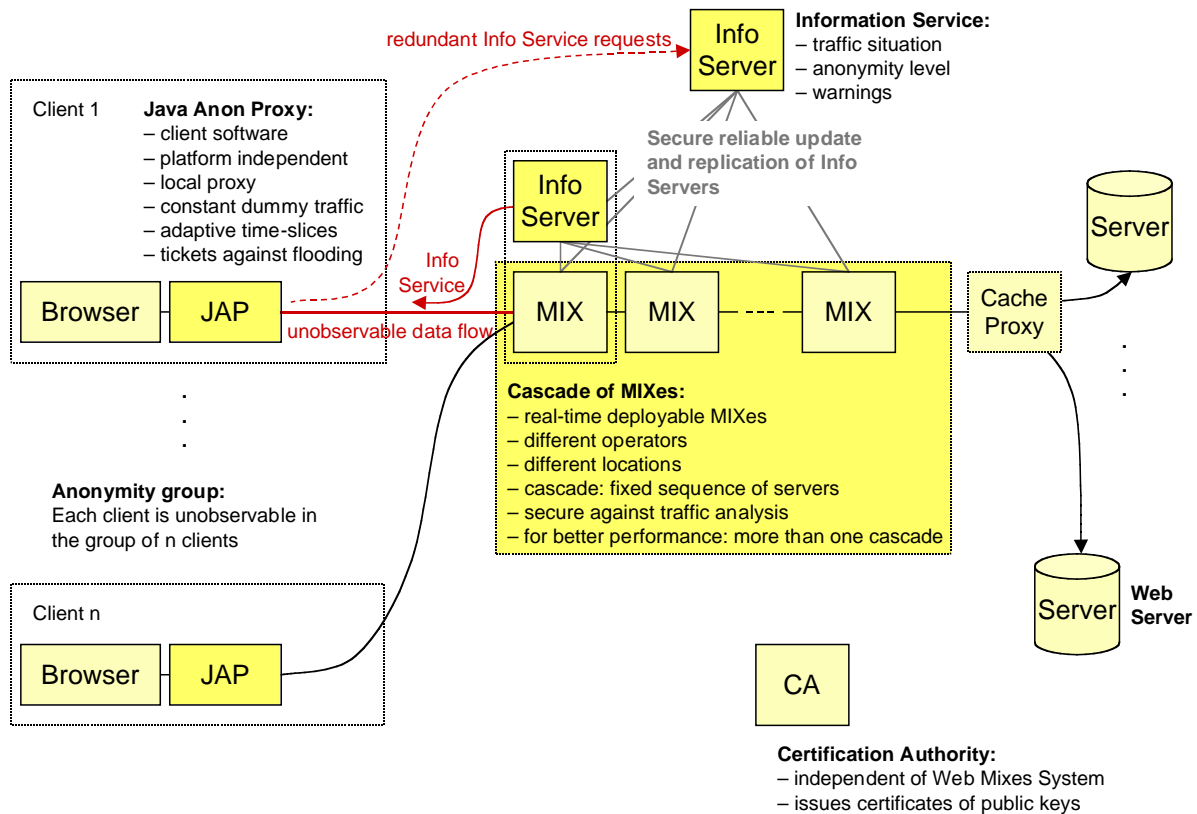 redundant Info Service requests
Info
Server
Information Service:
– traffic situation
– anonymity level
– warnings
Client 1
Java Anon Proxy:
– client software
– platform independent
– local proxy
– constant dummy traffic
– adaptive time-slices
– tickets against flooding
Secure reliable update
and replication of Info
Servers
Info
Server
Info
Service
Browser
JAP
unobservable data flow
MIX
MIX
MIX
Cache
Proxy
Server
.
.
.
Cascade of MIXes:
– real-time deployable MIXes
– different operators
– different locations
– cascade: fixed sequence of servers
– secure against traffic analysis
– for better performance: more than one cascade
.
.
.
Anonymity group:
Each client is unobservable in
the group of n clients
Client n
Browser
JAP
Server
Web
Server
CA
Certification Authority:
– independent of Web Mixes System
– issues certificates of public keys